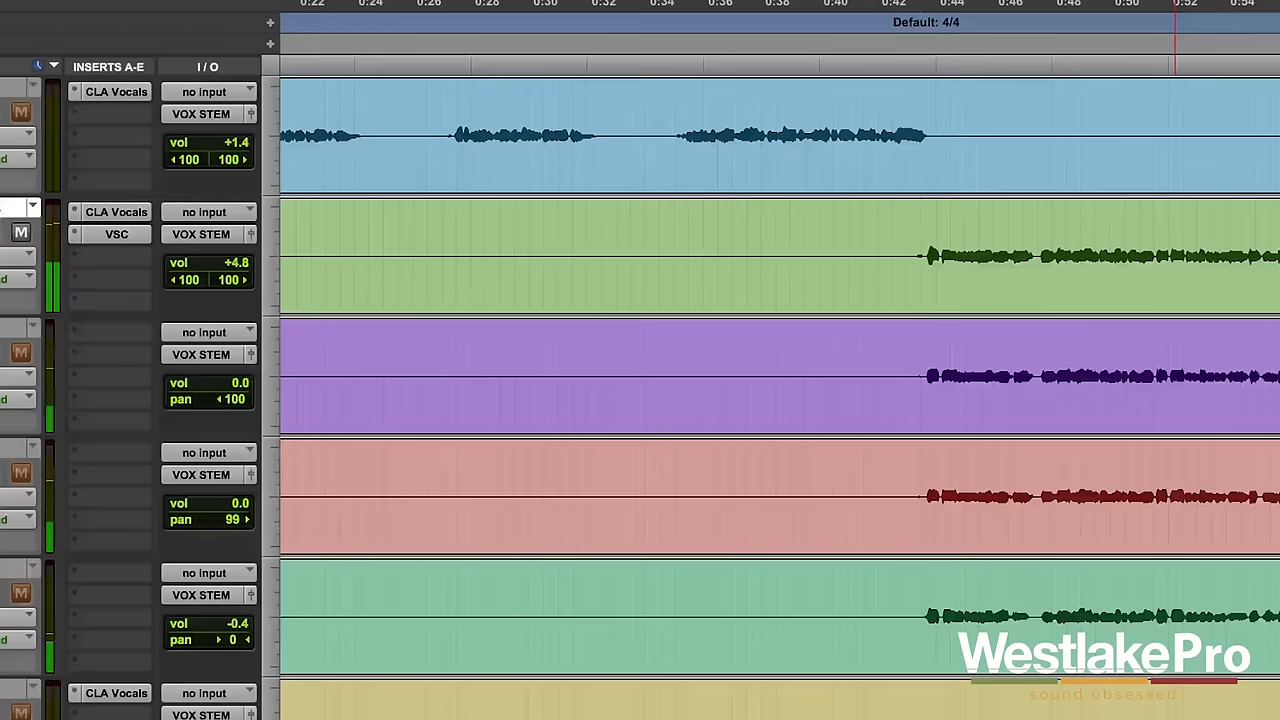 0:22 0:24 0:26 0:28 0:30 0:32 0:34 0:36 0:38 0:40 0:42 0:44 0:46 0:48 0:50 0:52 0:54
+ Default: 4/4
+
INSERTS A-E I / O
CLA Vocals no input
M VOX STEM
vol +1.4
d 100 100
CLA Vocals no input
M VSC VOX STEM
vol +4.8
d 100 100
no input
M VOX STEM
vol 0.0
d pan 100
no input
M VOX STEM
vol 0.0
d pan 99
no input
M VOX STEM
vol -0.4
d pan 0
WestlakePro
sound obsessed
CLA Vocals no input
M VOX STEM